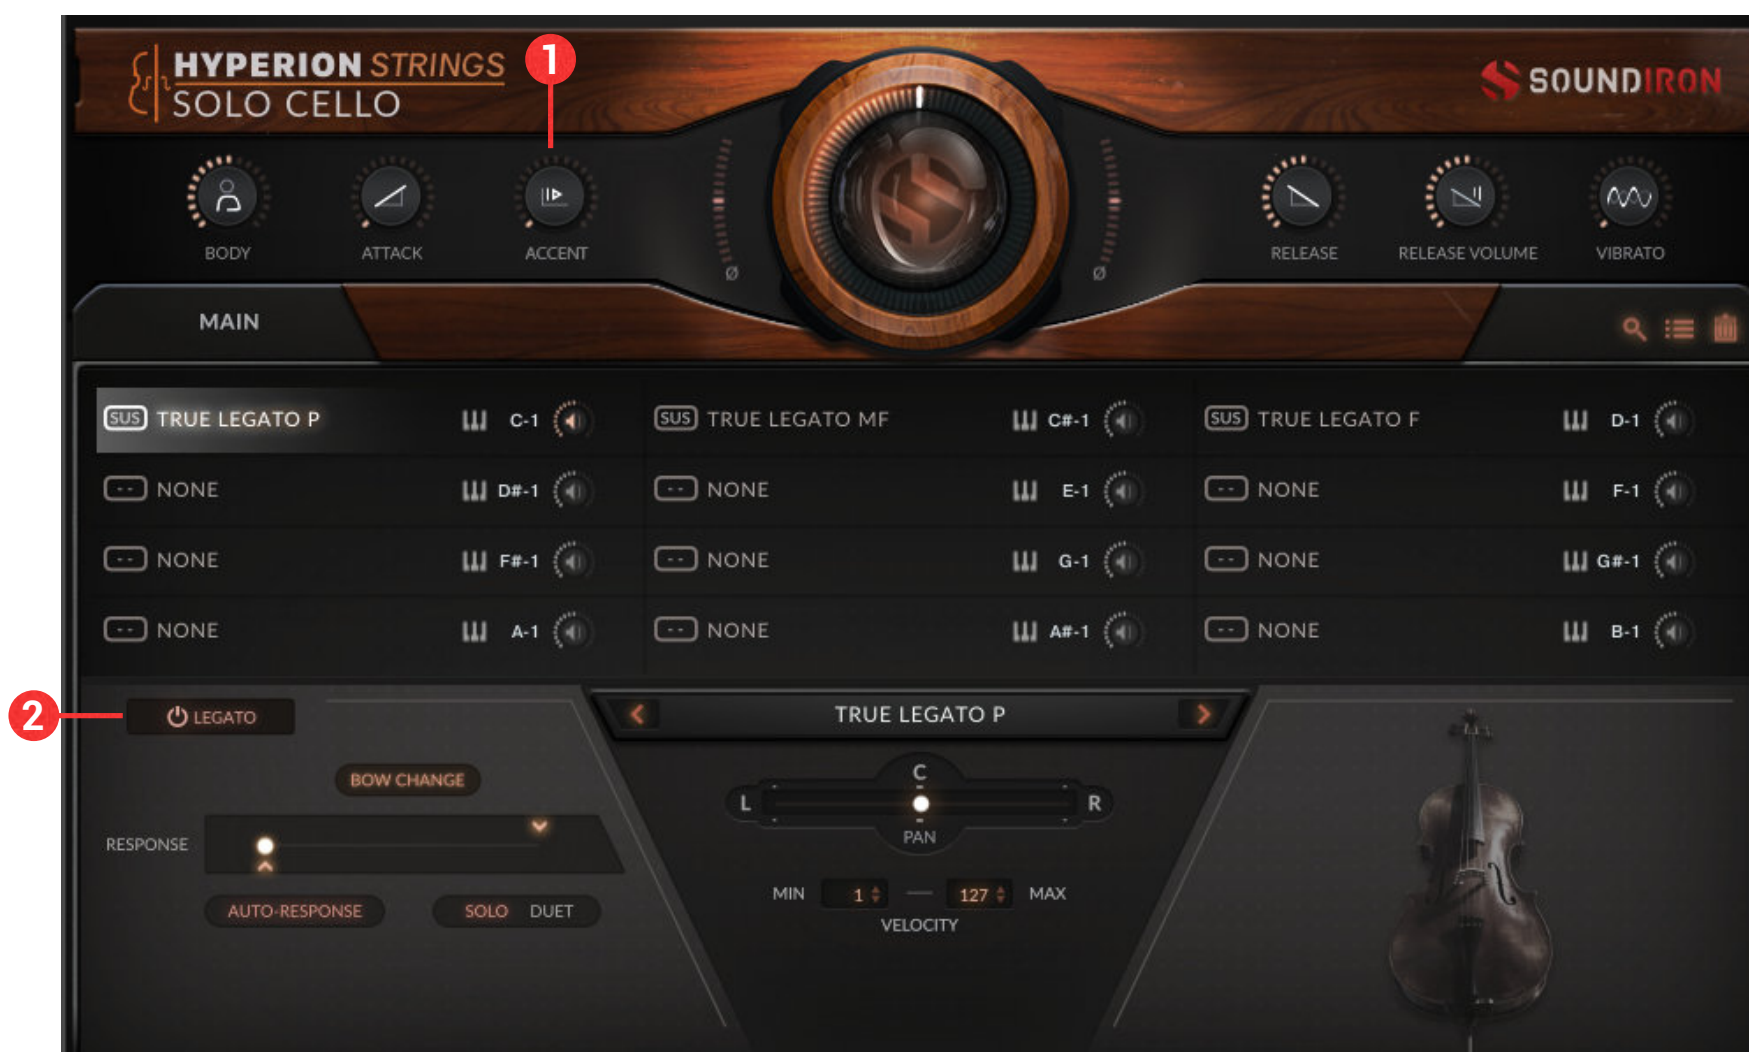 HYPERION STRINGS
SOLO CELLO
1
SOUNDIRON
BODY
ATTACK
ACCENT
Ø
Ø
RELEASE
RELEASE VOLUME
VIBRATO
MAIN
SUS TRUE LEGATO P C-1
SUS TRUE LEGATO MF C#-1
SUS TRUE LEGATO F D-1
-- NONE D#-1
-- NONE E-1
-- NONE F-1
-- NONE F#-1
-- NONE G-1
-- NONE G#-1
-- NONE A-1
-- NONE A#-1
-- NONE B-1
2
LEGATO
TRUE LEGATO P
BOW CHANGE
RESPONSE
AUTO-RESPONSE
SOLO DUET
C
L R
PAN
MIN 1 — 127 MAX
VELOCITY